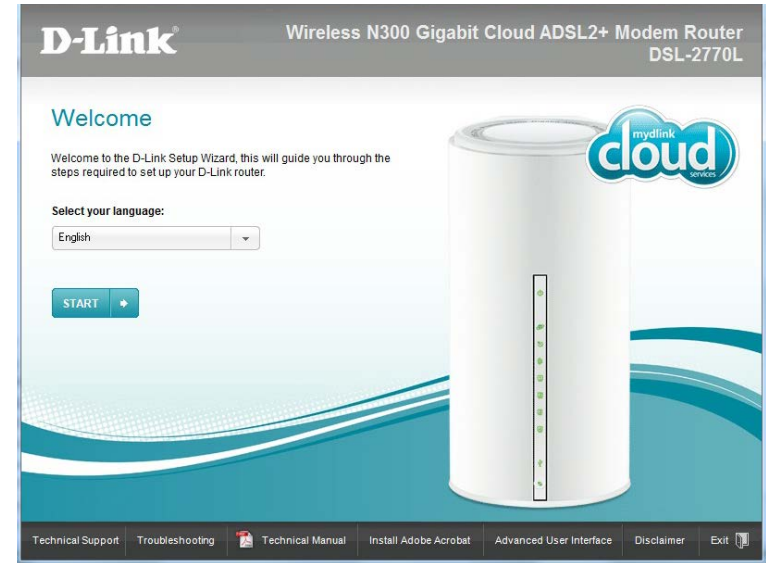 D-Link®
Wireless N300 Gigabit Cloud ADSL2+ Modem Router
DSL-2770L
Welcome
Welcome to the D-Link Setup Wizard, this will guide you through the
steps required to set up your D-Link router.
Select your language:
English
START
mydlink
cloud
services
Technical Support Troubleshooting Technical Manual Install Adobe Acrobat Advanced User Interface Disclaimer Exit